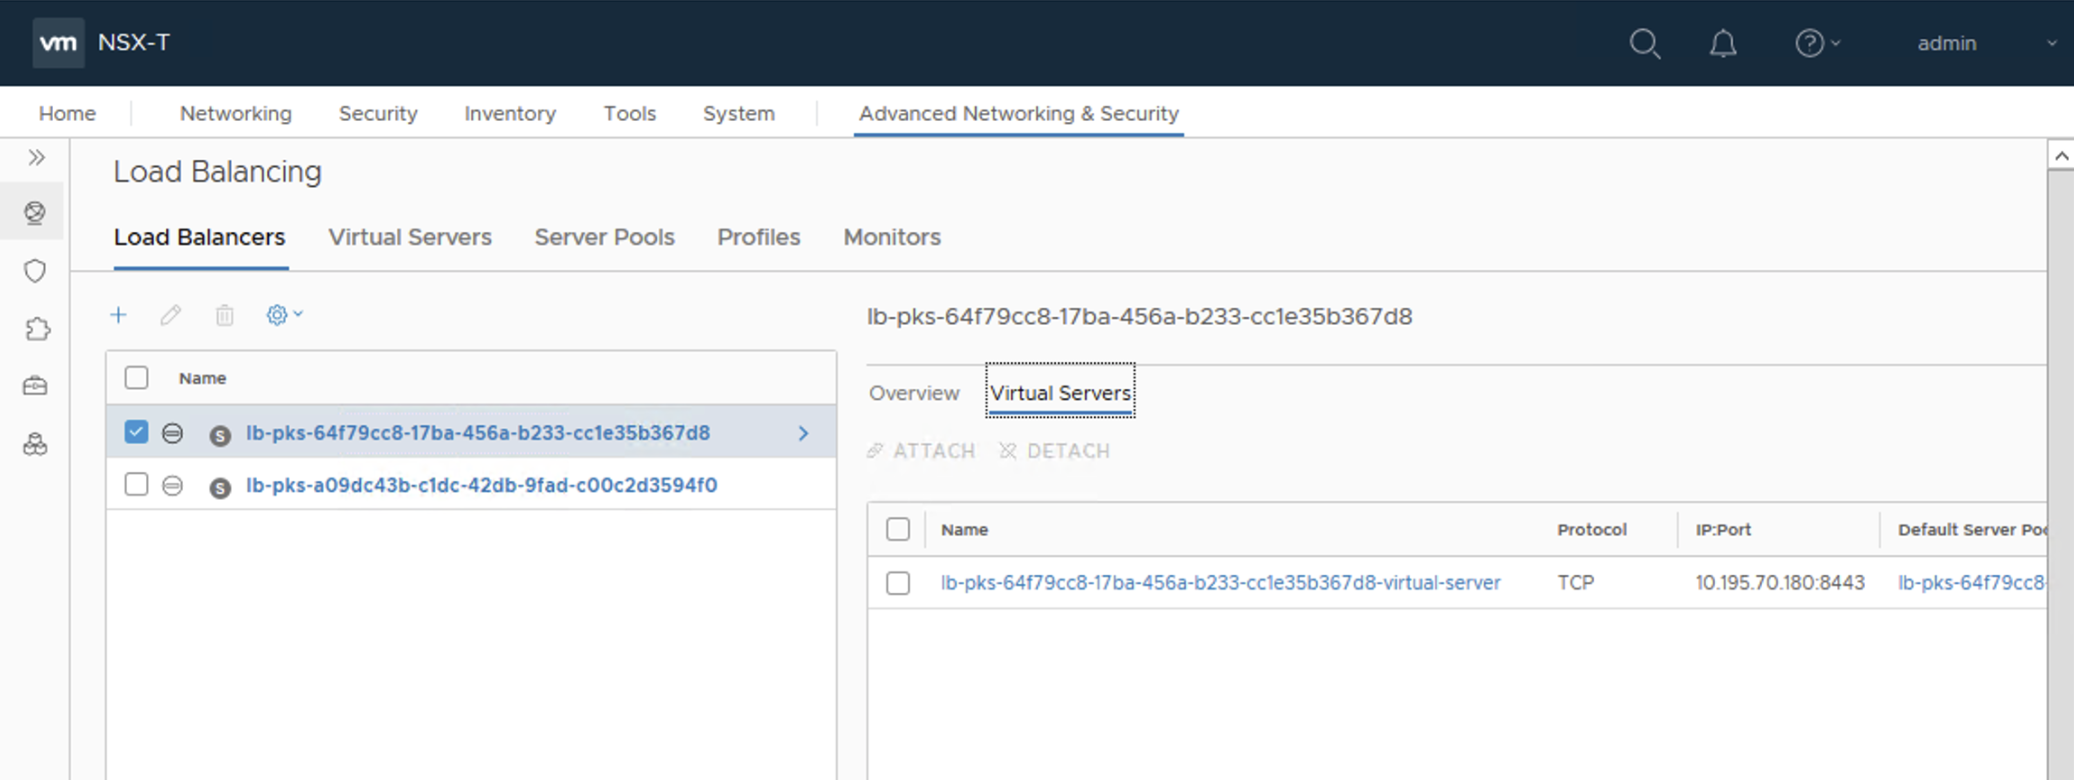 vm NSX-T admin
Home Networking Security Inventory Tools System Advanced Networking & Security
Load Balancing
Load Balancers Virtual Servers Server Pools Profiles Monitors
lb-pks-64f79cc8-17ba-456a-b233-cc1e35b367d8
Overview Virtual Servers
ATTACH DETACH
Name
S lb-pks-64f79cc8-17ba-456a-b233-cc1e35b367d8
S lb-pks-a09dc43b-c1dc-42db-9fad-c00c2d3594f0
Name Protocol IP:Port Default Server Poo
lb-pks-64f79cc8-17ba-456a-b233-cc1e35b367d8-virtual-server TCP 10.195.70.180:8443 lb-pks-64f79cc8-